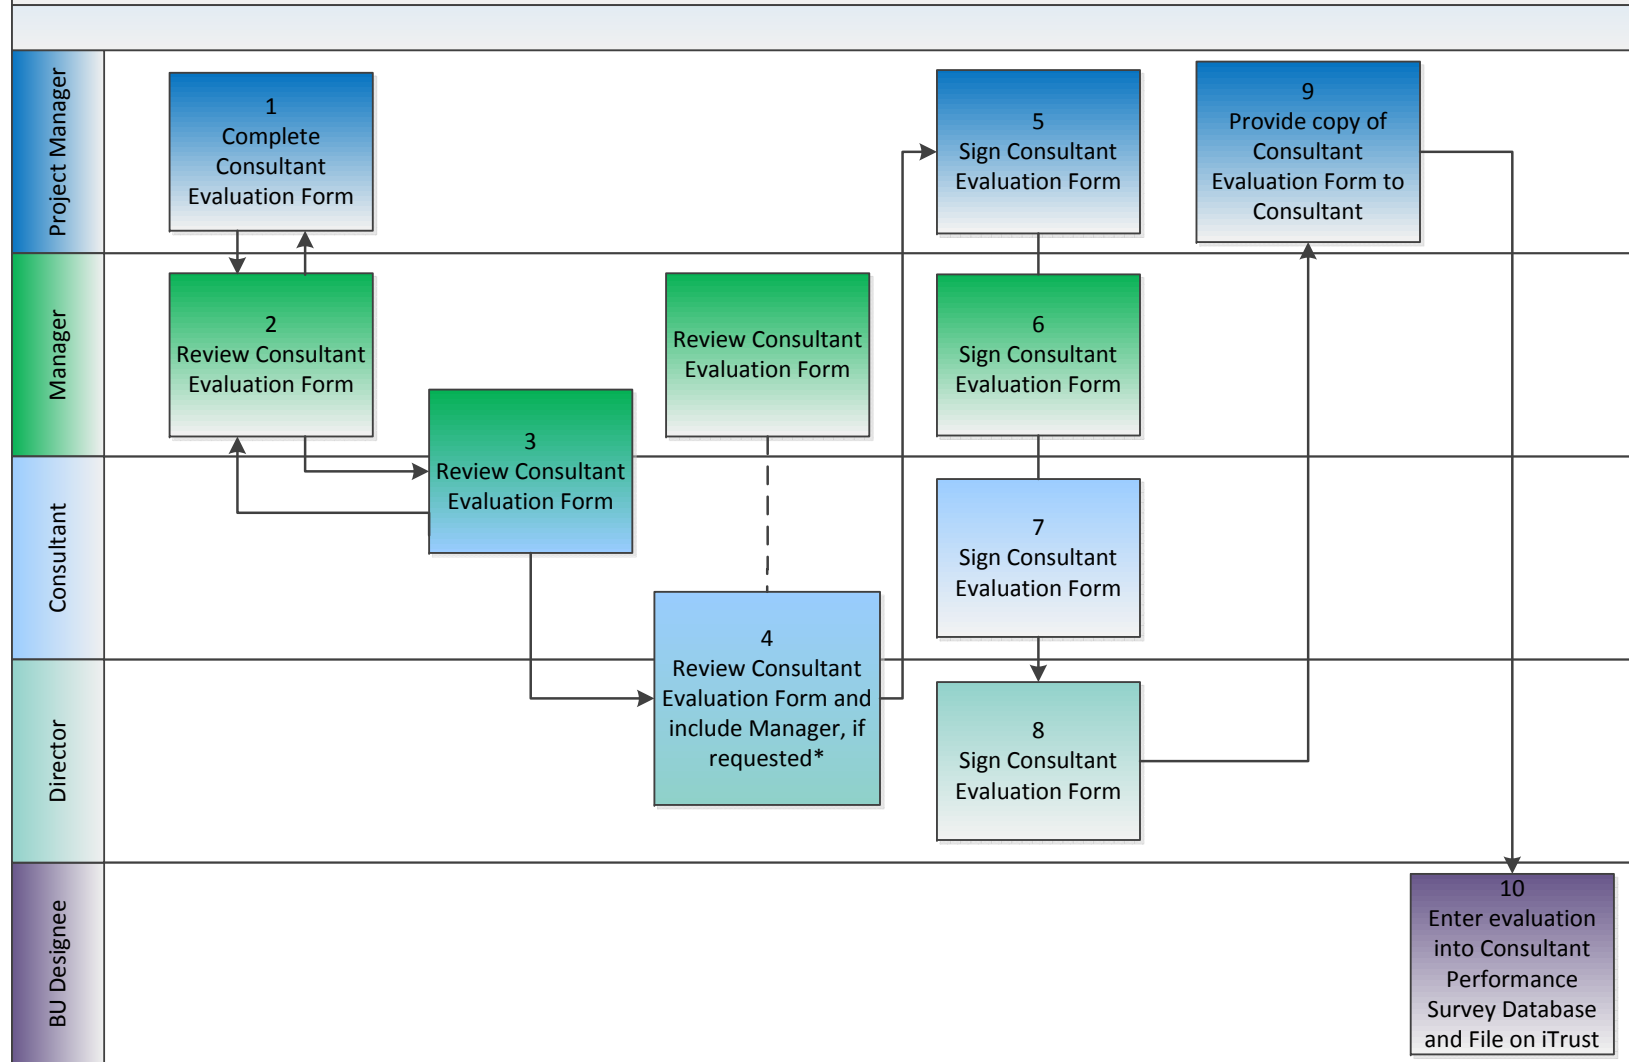 Project Manager
1
Complete
Consultant
Evaluation Form
5
Sign Consultant
Evaluation Form
9
Provide copy of
Consultant
Evaluation Form to
Consultant
Manager
2
Review Consultant
Evaluation Form
3
Review Consultant
Evaluation Form
Review Consultant
Evaluation Form
6
Sign Consultant
Evaluation Form
Consultant
7
Sign Consultant
Evaluation Form
Director
4
Review Consultant
Evaluation Form and
include Manager, if
requested*
8
Sign Consultant
Evaluation Form
BU Designee
10
Enter evaluation
into Consultant
Performance
Survey Database
and File on iTrust